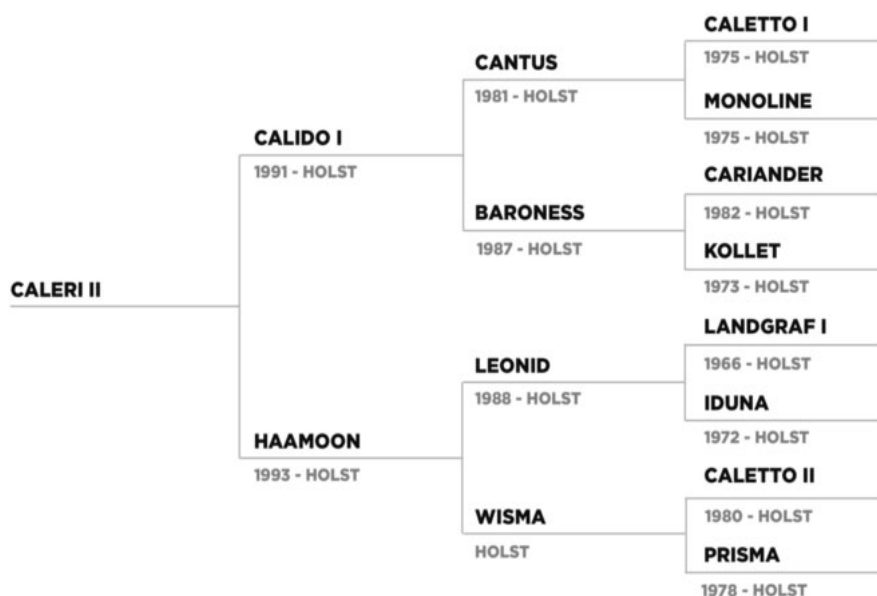 CALETTO I
1975 - HOLST
CANTUS
1981 - HOLST
MONOLINE
1975 - HOLST
CALIDO I
1991 - HOLST
CARIANDER
1982 - HOLST
BARONESS
1987 - HOLST
KOLLET
1973 - HOLST
CALERI II
LANDGRAF I
1966 - HOLST
LEONID
1988 - HOLST
IDUNA
1972 - HOLST
HAAMOON
1993 - HOLST
CALETTO II
1980 - HOLST
WISMA
HOLST
PRISMA
1978 - HOLST